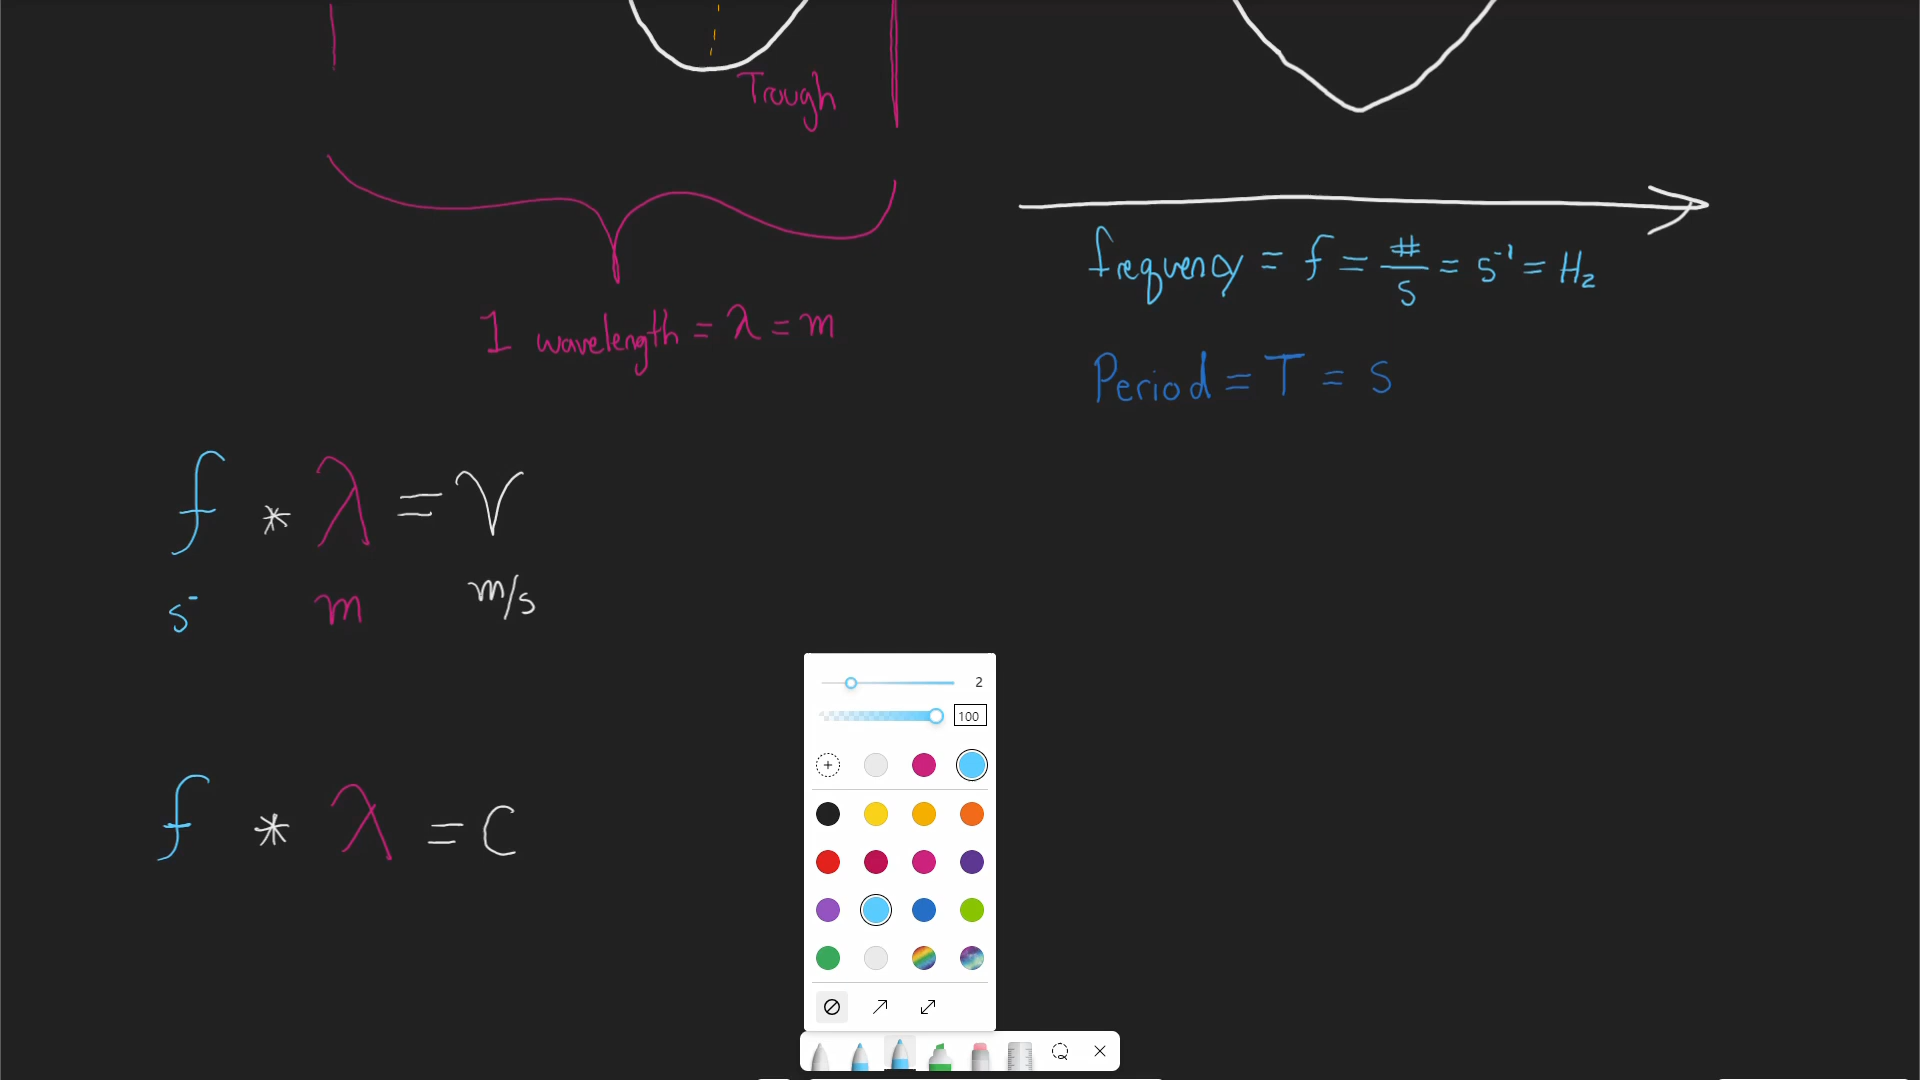 Trough
frequency = f = #/s = s⁻¹ = Hz
1 wavelength = λ = m
Period = T = s
f * λ = V
s⁻ m m/s
2
100
f * λ = C